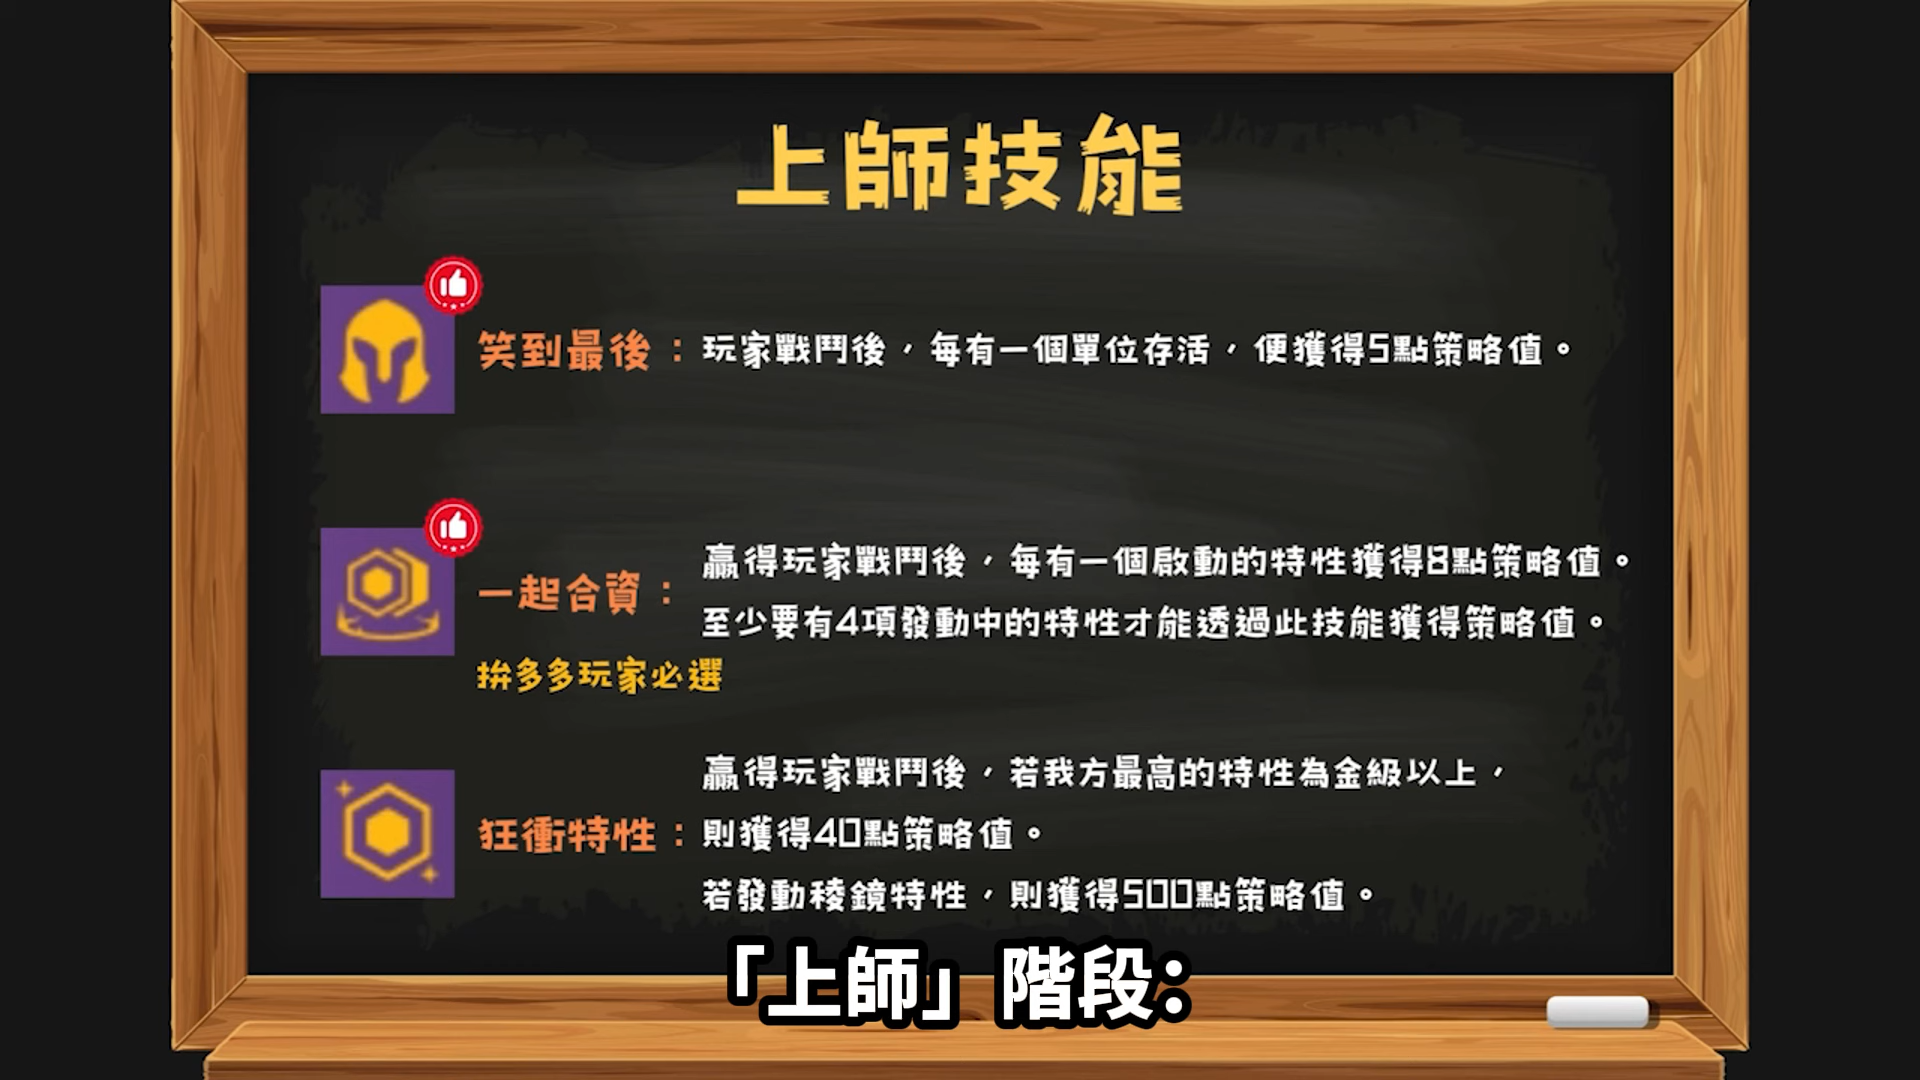 上師技能
笑到最後：玩家戰鬥後，每有一個單位存活，便獲得5點策略值。
一起合資：
贏得玩家戰鬥後，每有一個啟動的特性獲得8點策略值。
至少要有4項發動中的特性才能透過此技能獲得策略值。
拚多多玩家必選
狂衝特性：
贏得玩家戰鬥後，若我方最高的特性為金級以上，
則獲得40點策略值。
若發動稜鏡特性，則獲得500點策略值。
「上師」階段：